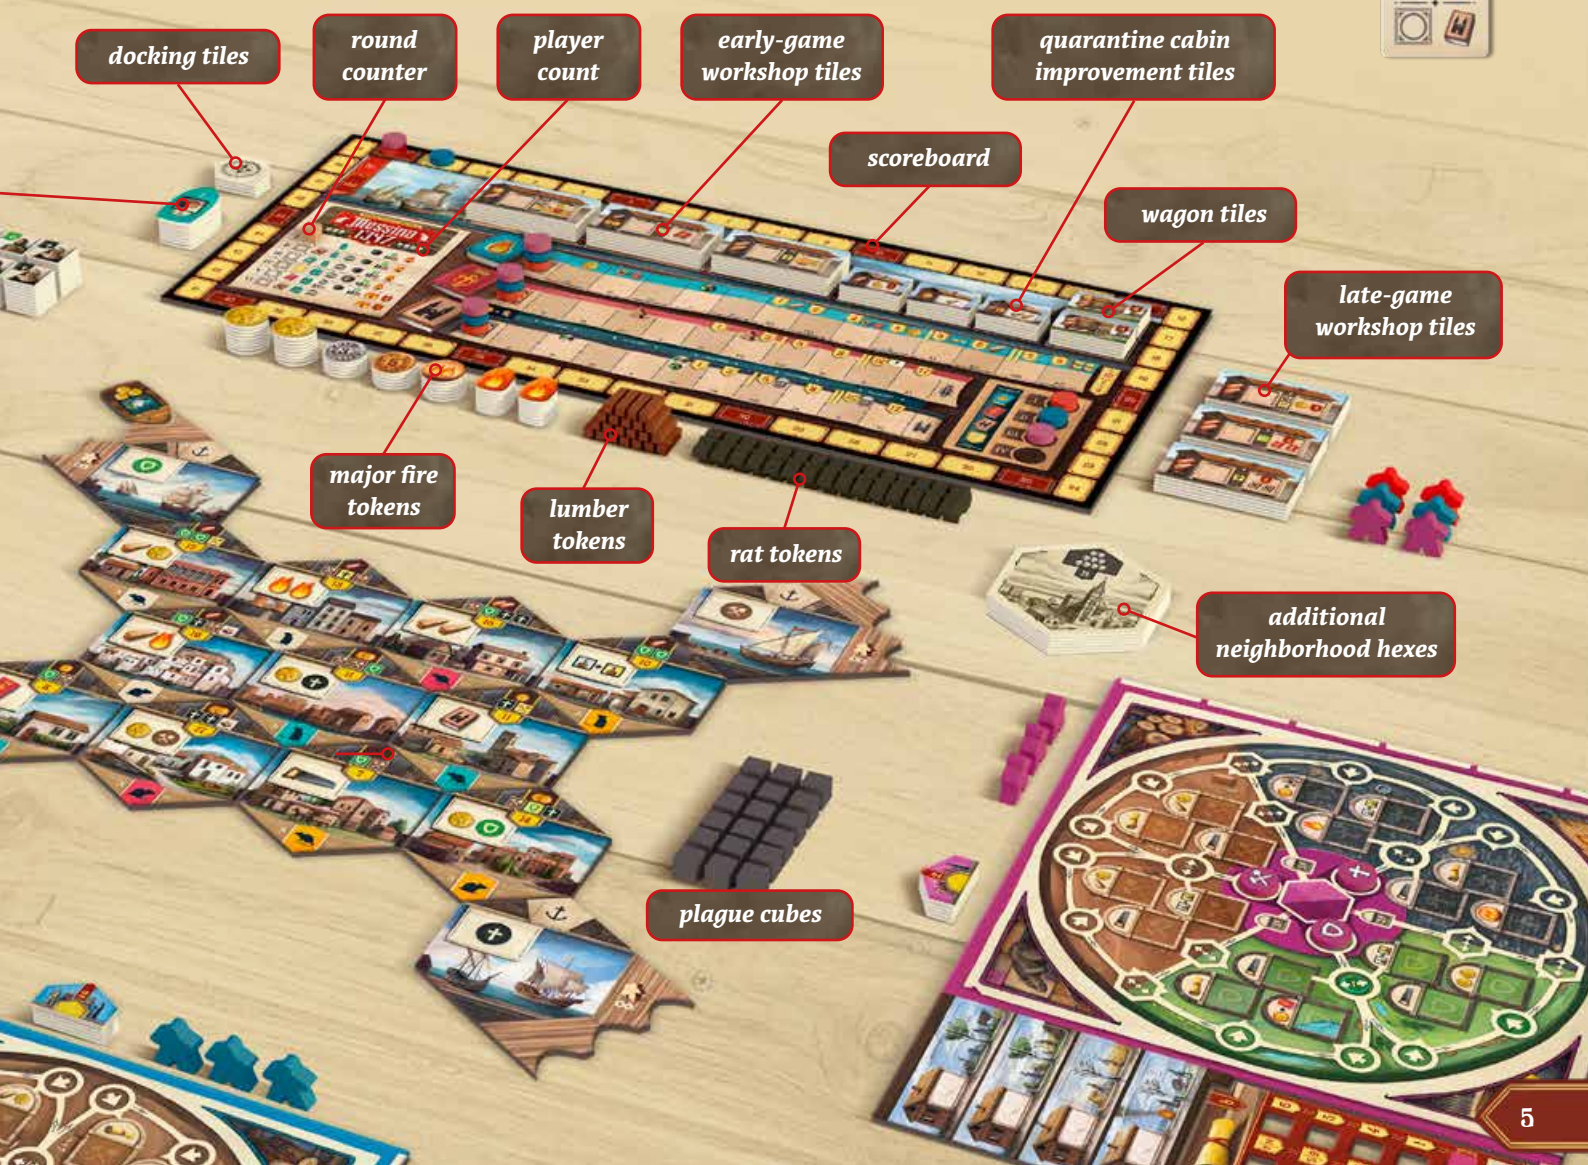 docking tiles
round
counter
player
count
early-game
workshop tiles
quarantine cabin
improvement tiles
scoreboard
wagon tiles
late-game
workshop tiles
Messina
1347
major fire
tokens
lumber
tokens
rat tokens
additional
neighborhood hexes
plague cubes
5